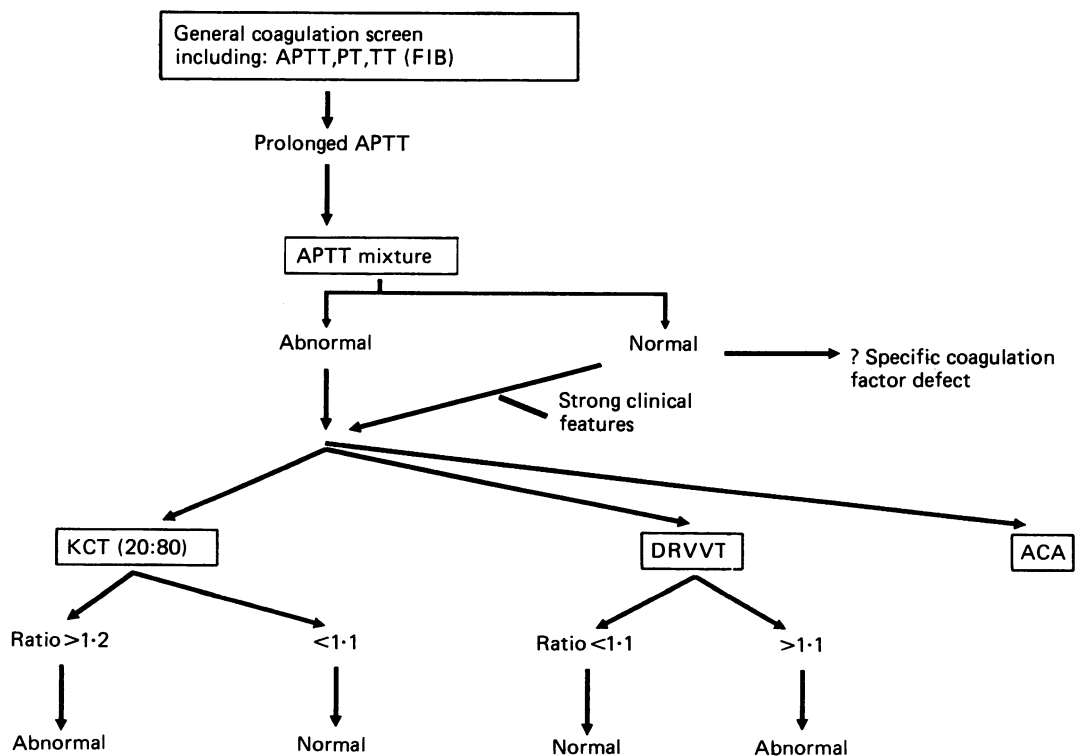 General coagulation screen
including: APTT,PT,TT (FIB)
Prolonged APTT
APTT mixture
Abnormal
Normal
? Specific coagulation
factor defect
Strong clinical
features
KCT (20:80)
DRVVT
ACA
Ratio>1·2
<1·1
Ratio<1·1
>1·1
Abnormal
Normal
Normal
Abnormal